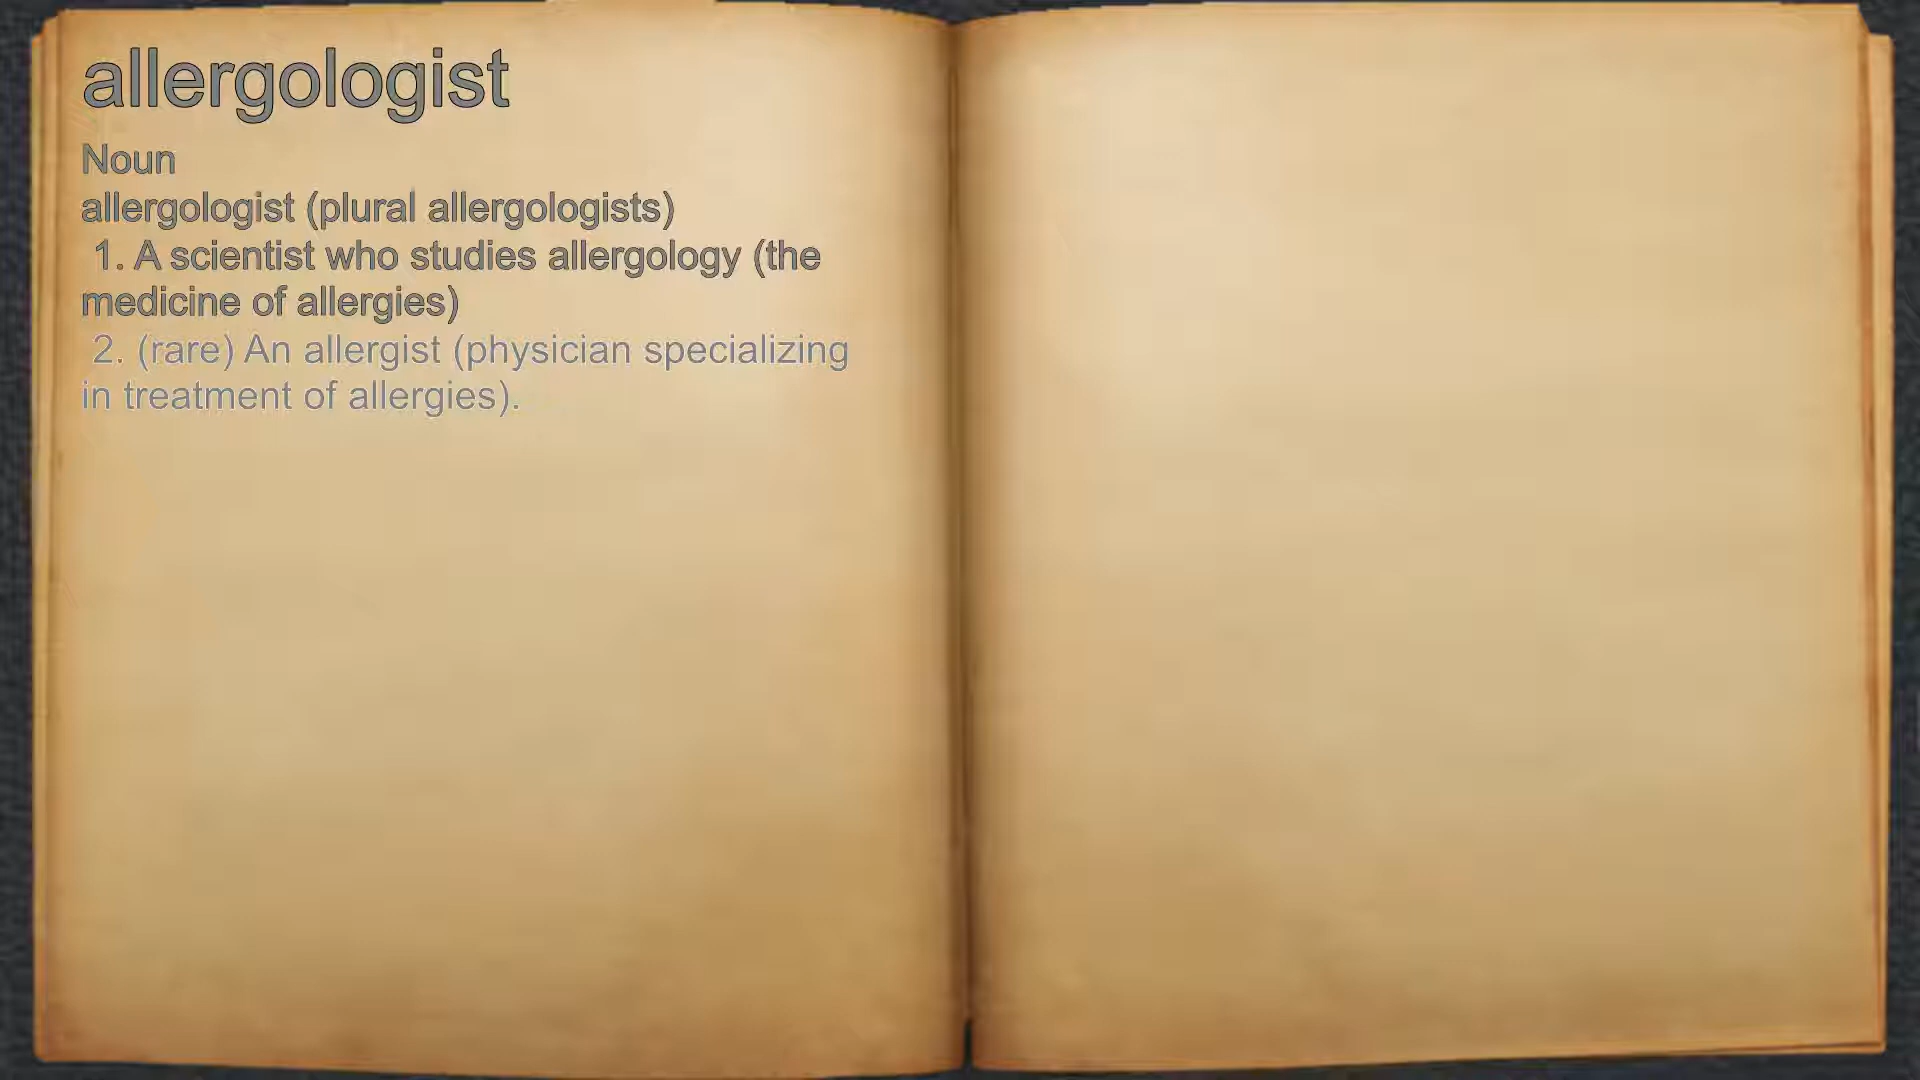 allergologist
Noun
allergologist (plural allergologists)
1. A scientist who studies allergology (the
medicine of allergies)
2. (rare) An allergist (physician specializing
in treatment of allergies).